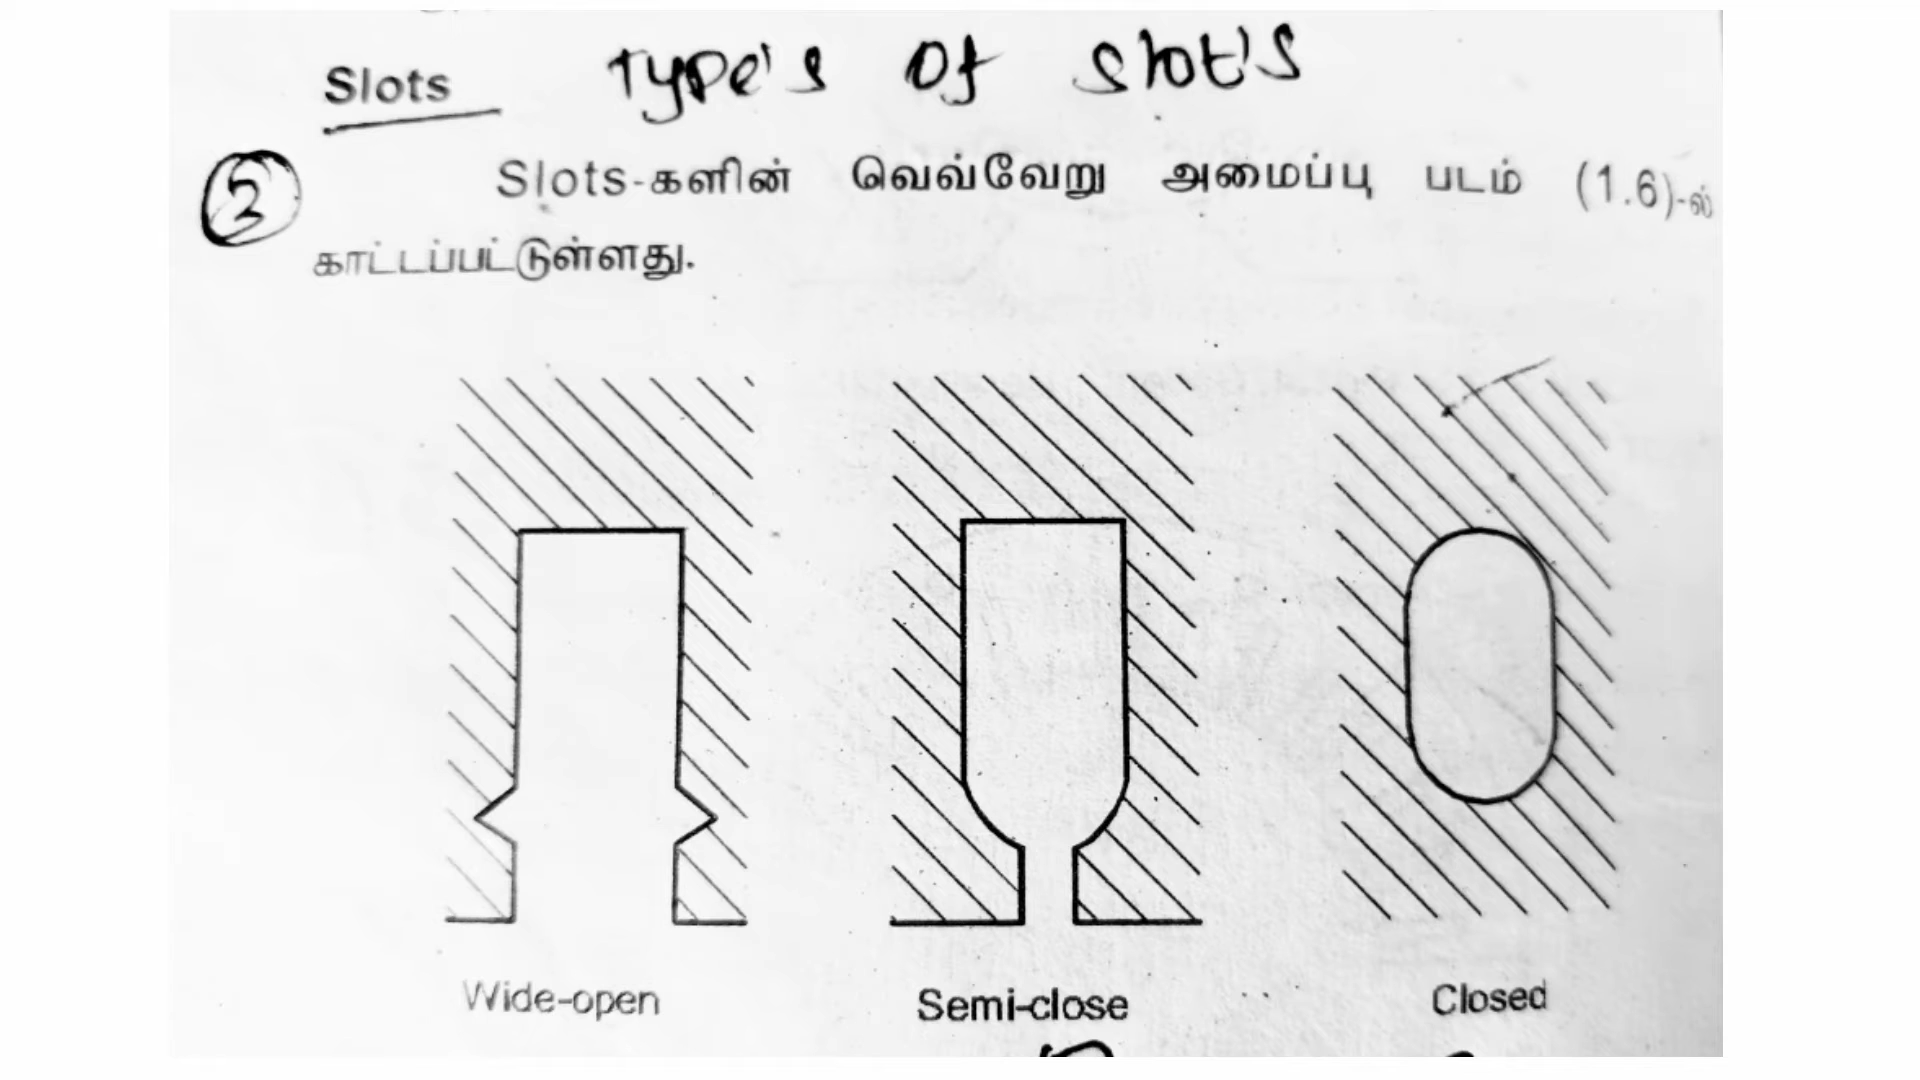 Slots Type's Of slot's
2 Slots-களின் வெவ்வேறு அமைப்பு படம் (1.6)-ல்
காட்டப்பட்டுள்ளது.
Wide-open Semi-close Closed